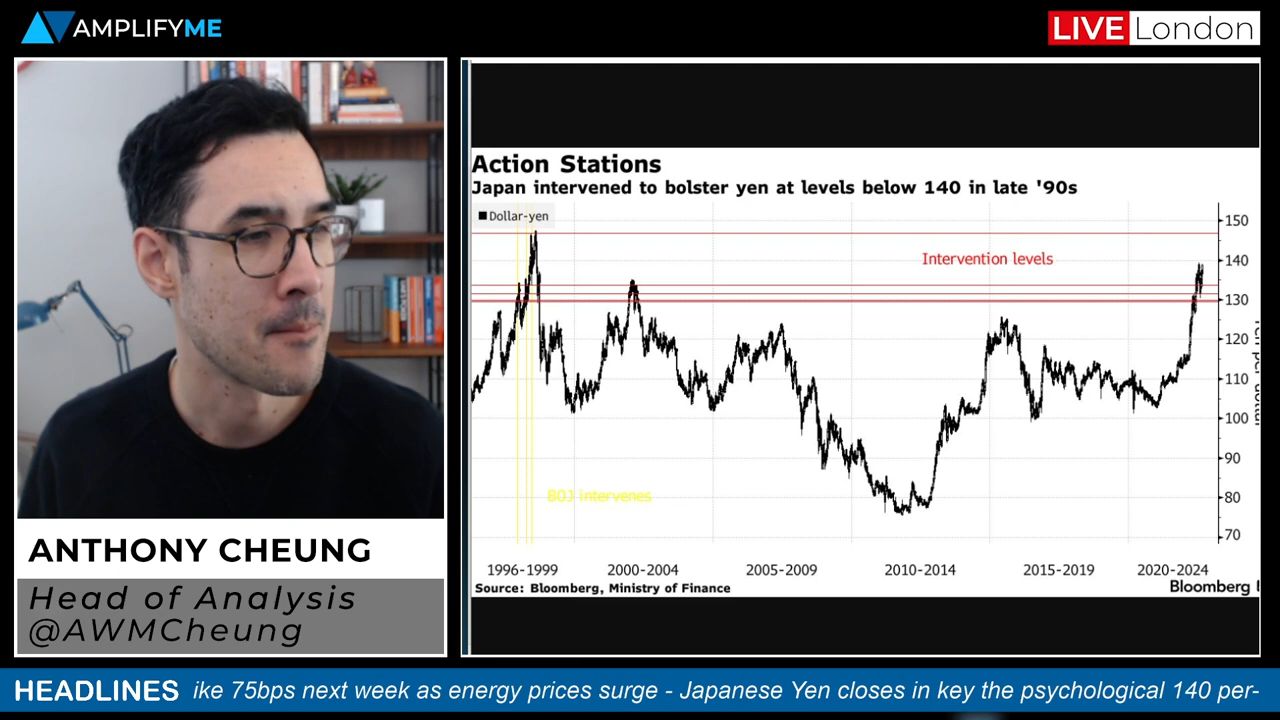 AMPLIFYME
LIVE London
Action Stations
Japan intervened to bolster yen at levels below 140 in late '90s
Dollar-yen
150
Intervention levels
140
130
120
110
100
90
BOJ intervenes
80
70
1996-1999 2000-2004 2005-2009 2010-2014 2015-2019 2020-2024
Source: Bloomberg, Ministry of Finance
Bloomberg
ANTHONY CHEUNG
Head of Analysis
@AWMCheung
HEADLINES ike 75bps next week as energy prices surge - Japanese Yen closes in key the psychological 140 per-